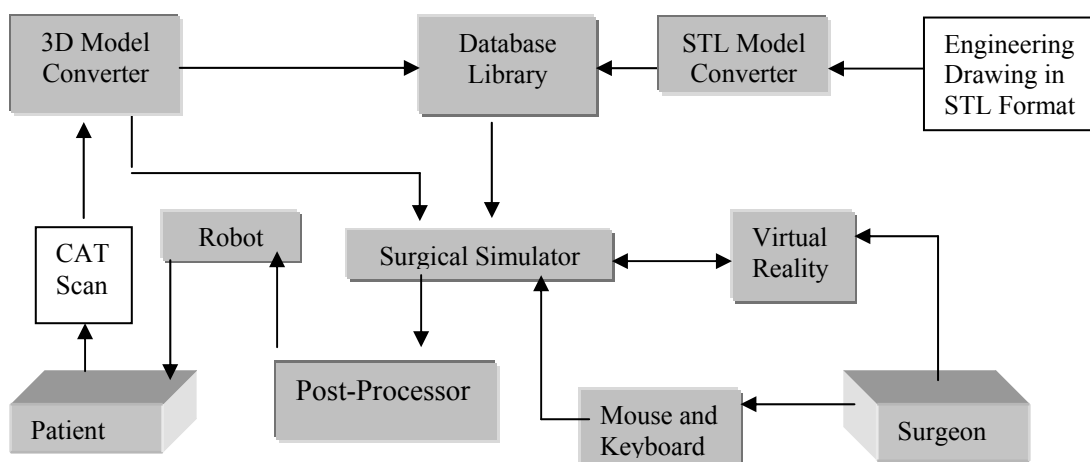 3D Model
Converter
Database
Library
STL Model
Converter
Engineering
Drawing in
STL Format
CAT
Scan
Robot
Surgical Simulator
Virtual
Reality
Patient
Post-Processor
Mouse and
Keyboard
Surgeon